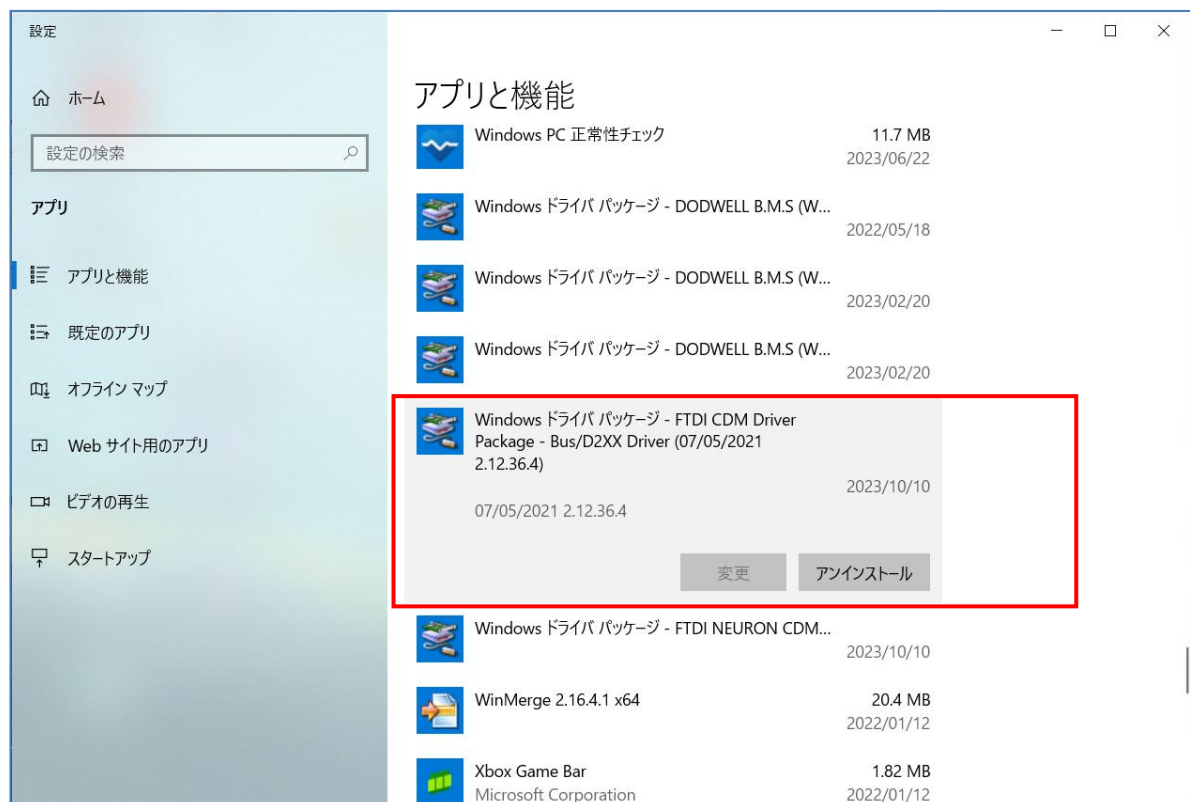 設定
ホーム
設定の検索
アプリ
アプリと機能
既定のアプリ
オフライン マップ
Web サイト用のアプリ
ビデオの再生
スタートアップ
アプリと機能
Windows PC 正常性チェック
11.7 MB
2023/06/22
Windows ドライバ パッケージ - DODWELL B.M.S (W...
2022/05/18
Windows ドライバ パッケージ - DODWELL B.M.S (W...
2023/02/20
Windows ドライバ パッケージ - DODWELL B.M.S (W...
2023/02/20
Windows ドライバ パッケージ - FTDI CDM Driver
Package - Bus/D2XX Driver (07/05/2021
2.12.36.4)
2023/10/10
07/05/2021 2.12.36.4
変更
アンインストール
Windows ドライバ パッケージ - FTDI NEURON CDM...
2023/10/10
WinMerge 2.16.4.1 x64
20.4 MB
2022/01/12
Xbox Game Bar
1.82 MB
Microsoft Corporation
2022/01/12